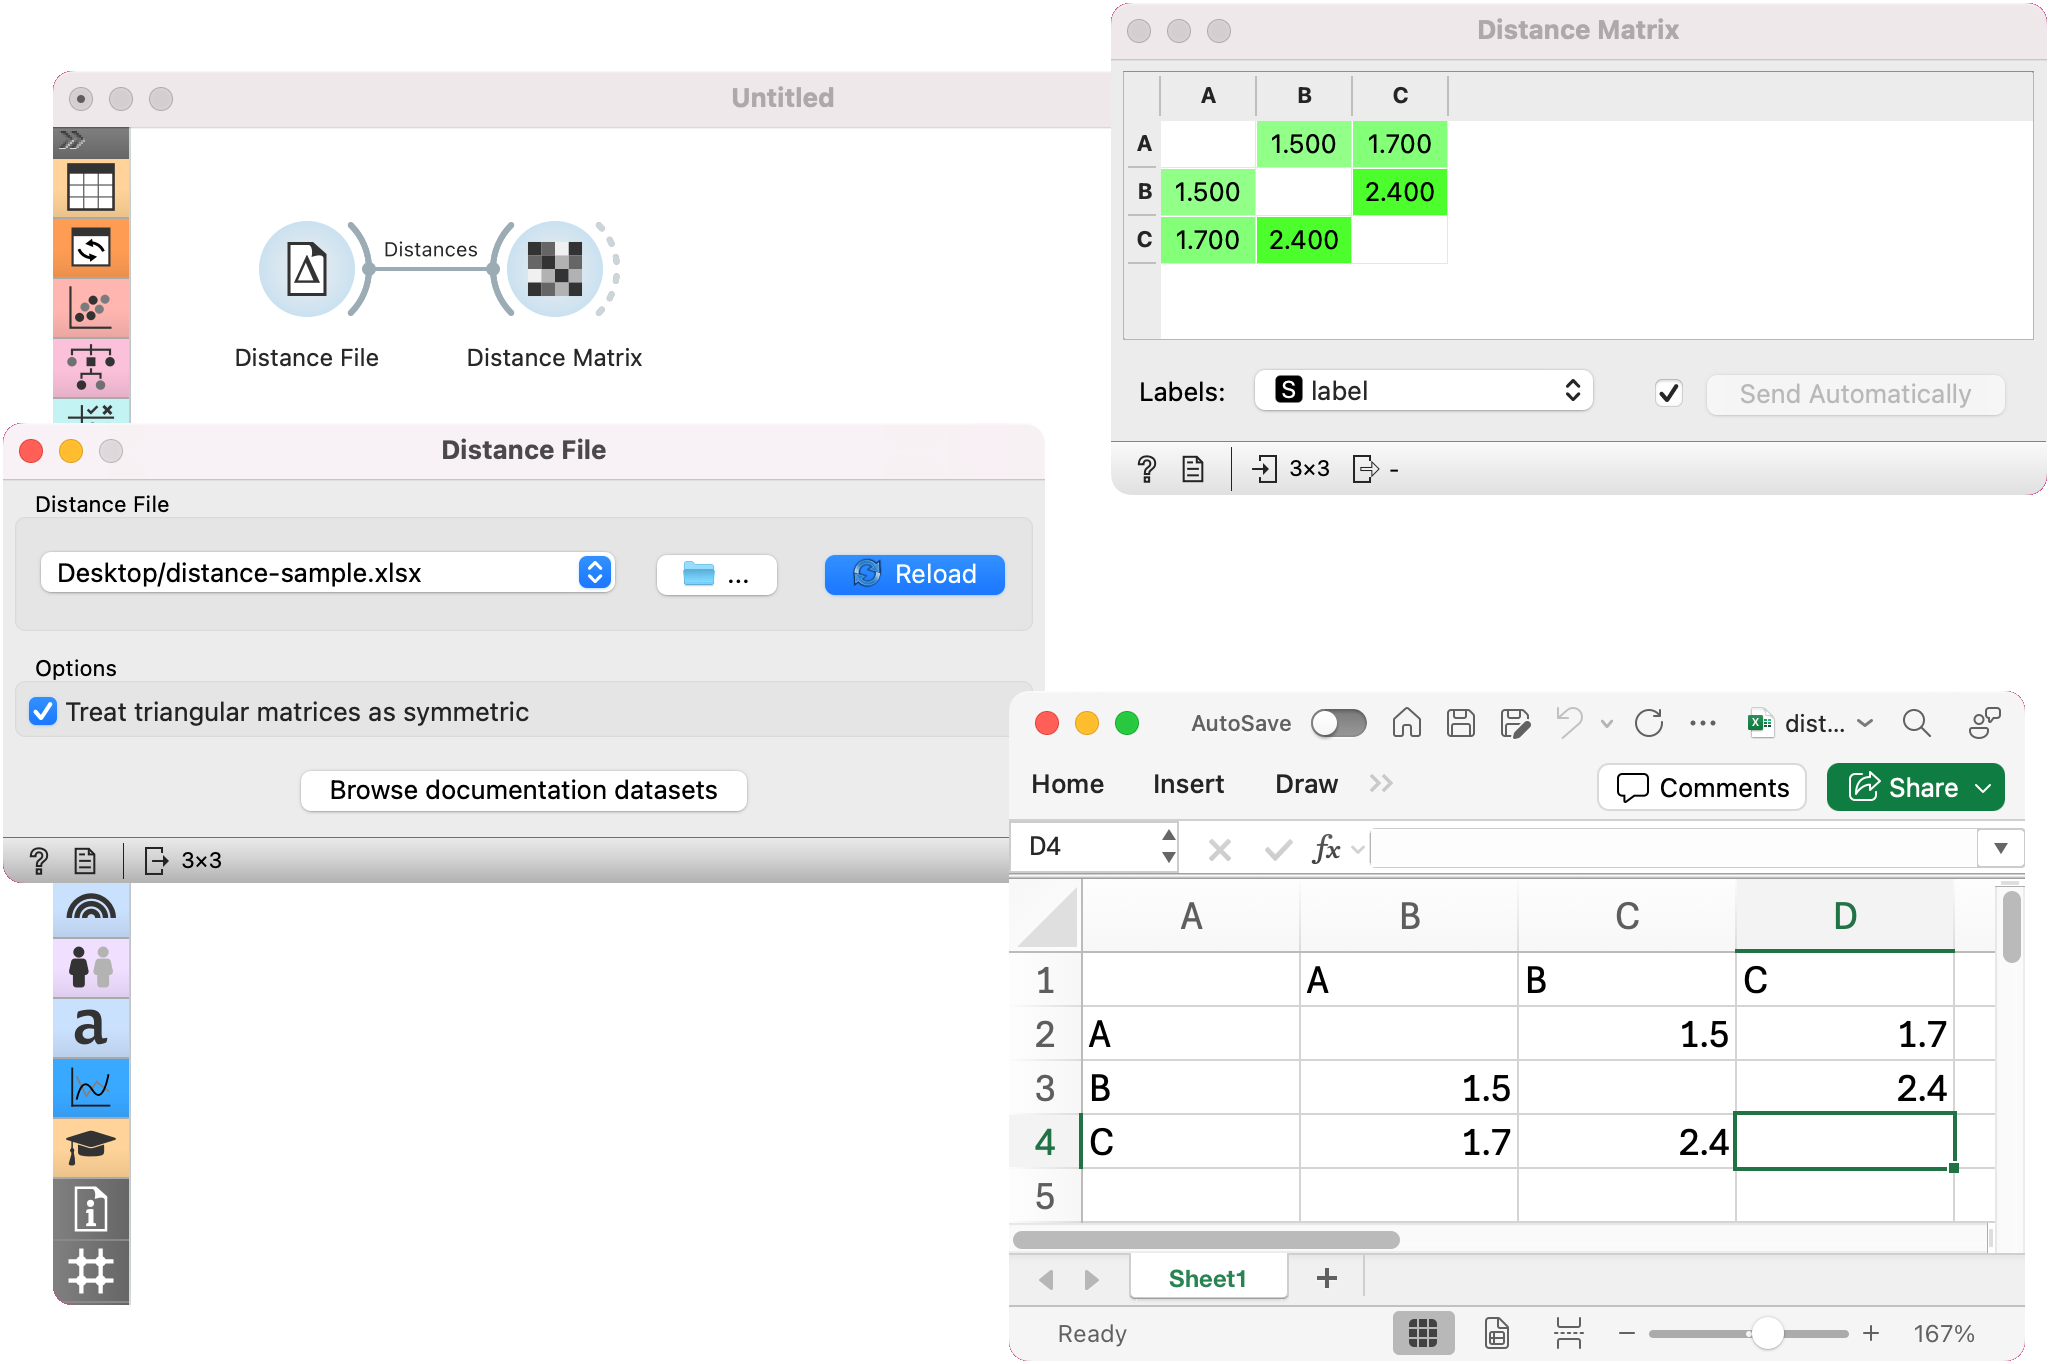 Untitled
Distances
Distance File
Distance Matrix
Distance Matrix
A B C
A 1.500 1.700
B 1.500 2.400
C 1.700 2.400
Labels: S label Send Automatically
? 3×3 -
Distance File
Distance File
Desktop/distance-sample.xlsx ... Reload
Options
Treat triangular matrices as symmetric
Browse documentation datasets
? 3×3
a
i
AutoSave ... dist...
Home Insert Draw >> Comments Share
D4 fx
A B C D
1 A B C
2 A 1.5 1.7
3 B 1.5 2.4
4 C 1.7 2.4
5
Sheet1 +
Ready − + 167%